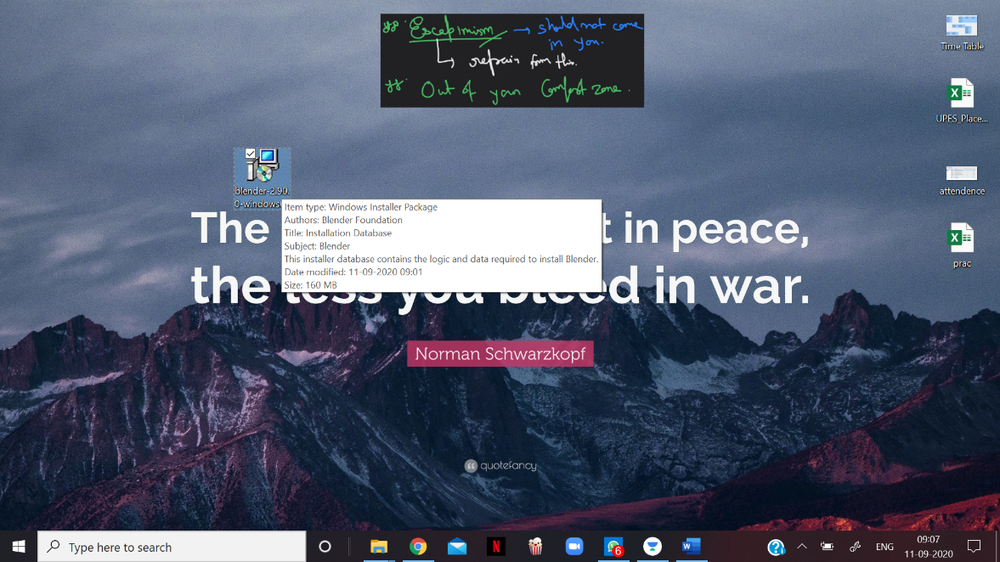 ** Escapimism → should not come
in you.
↳ refrain form this.
** Out of your Comfort zone.
Time Table
UPES_Place...
blender-2.90.
0-windows
attendence
Item type: Windows Installer Package
Authors: Blender Foundation
Title: Installation Database
Subject: Blender
This installer database contains the logic and data required to install Blender.
Date modified: 11-09-2020 09:01
Size: 160 MB
The t in peace,
the less you bleed in war.
prac
Norman Schwarzkopf
quotefancy
Type here to search
N
6
W
ENG
09:07
11-09-2020